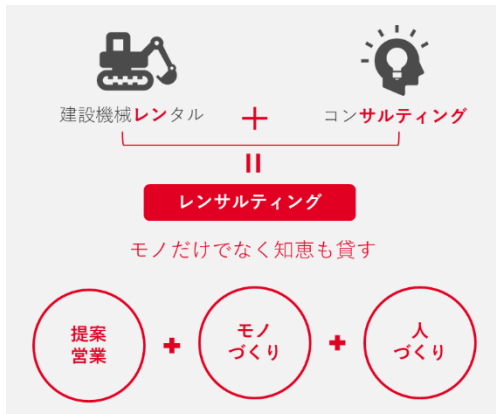 建設機械レンタル + コンサルティング
=
レンサルティング
モノだけでなく知恵も貸す
提案
営業
+
モノ
づくり
+
人
づくり